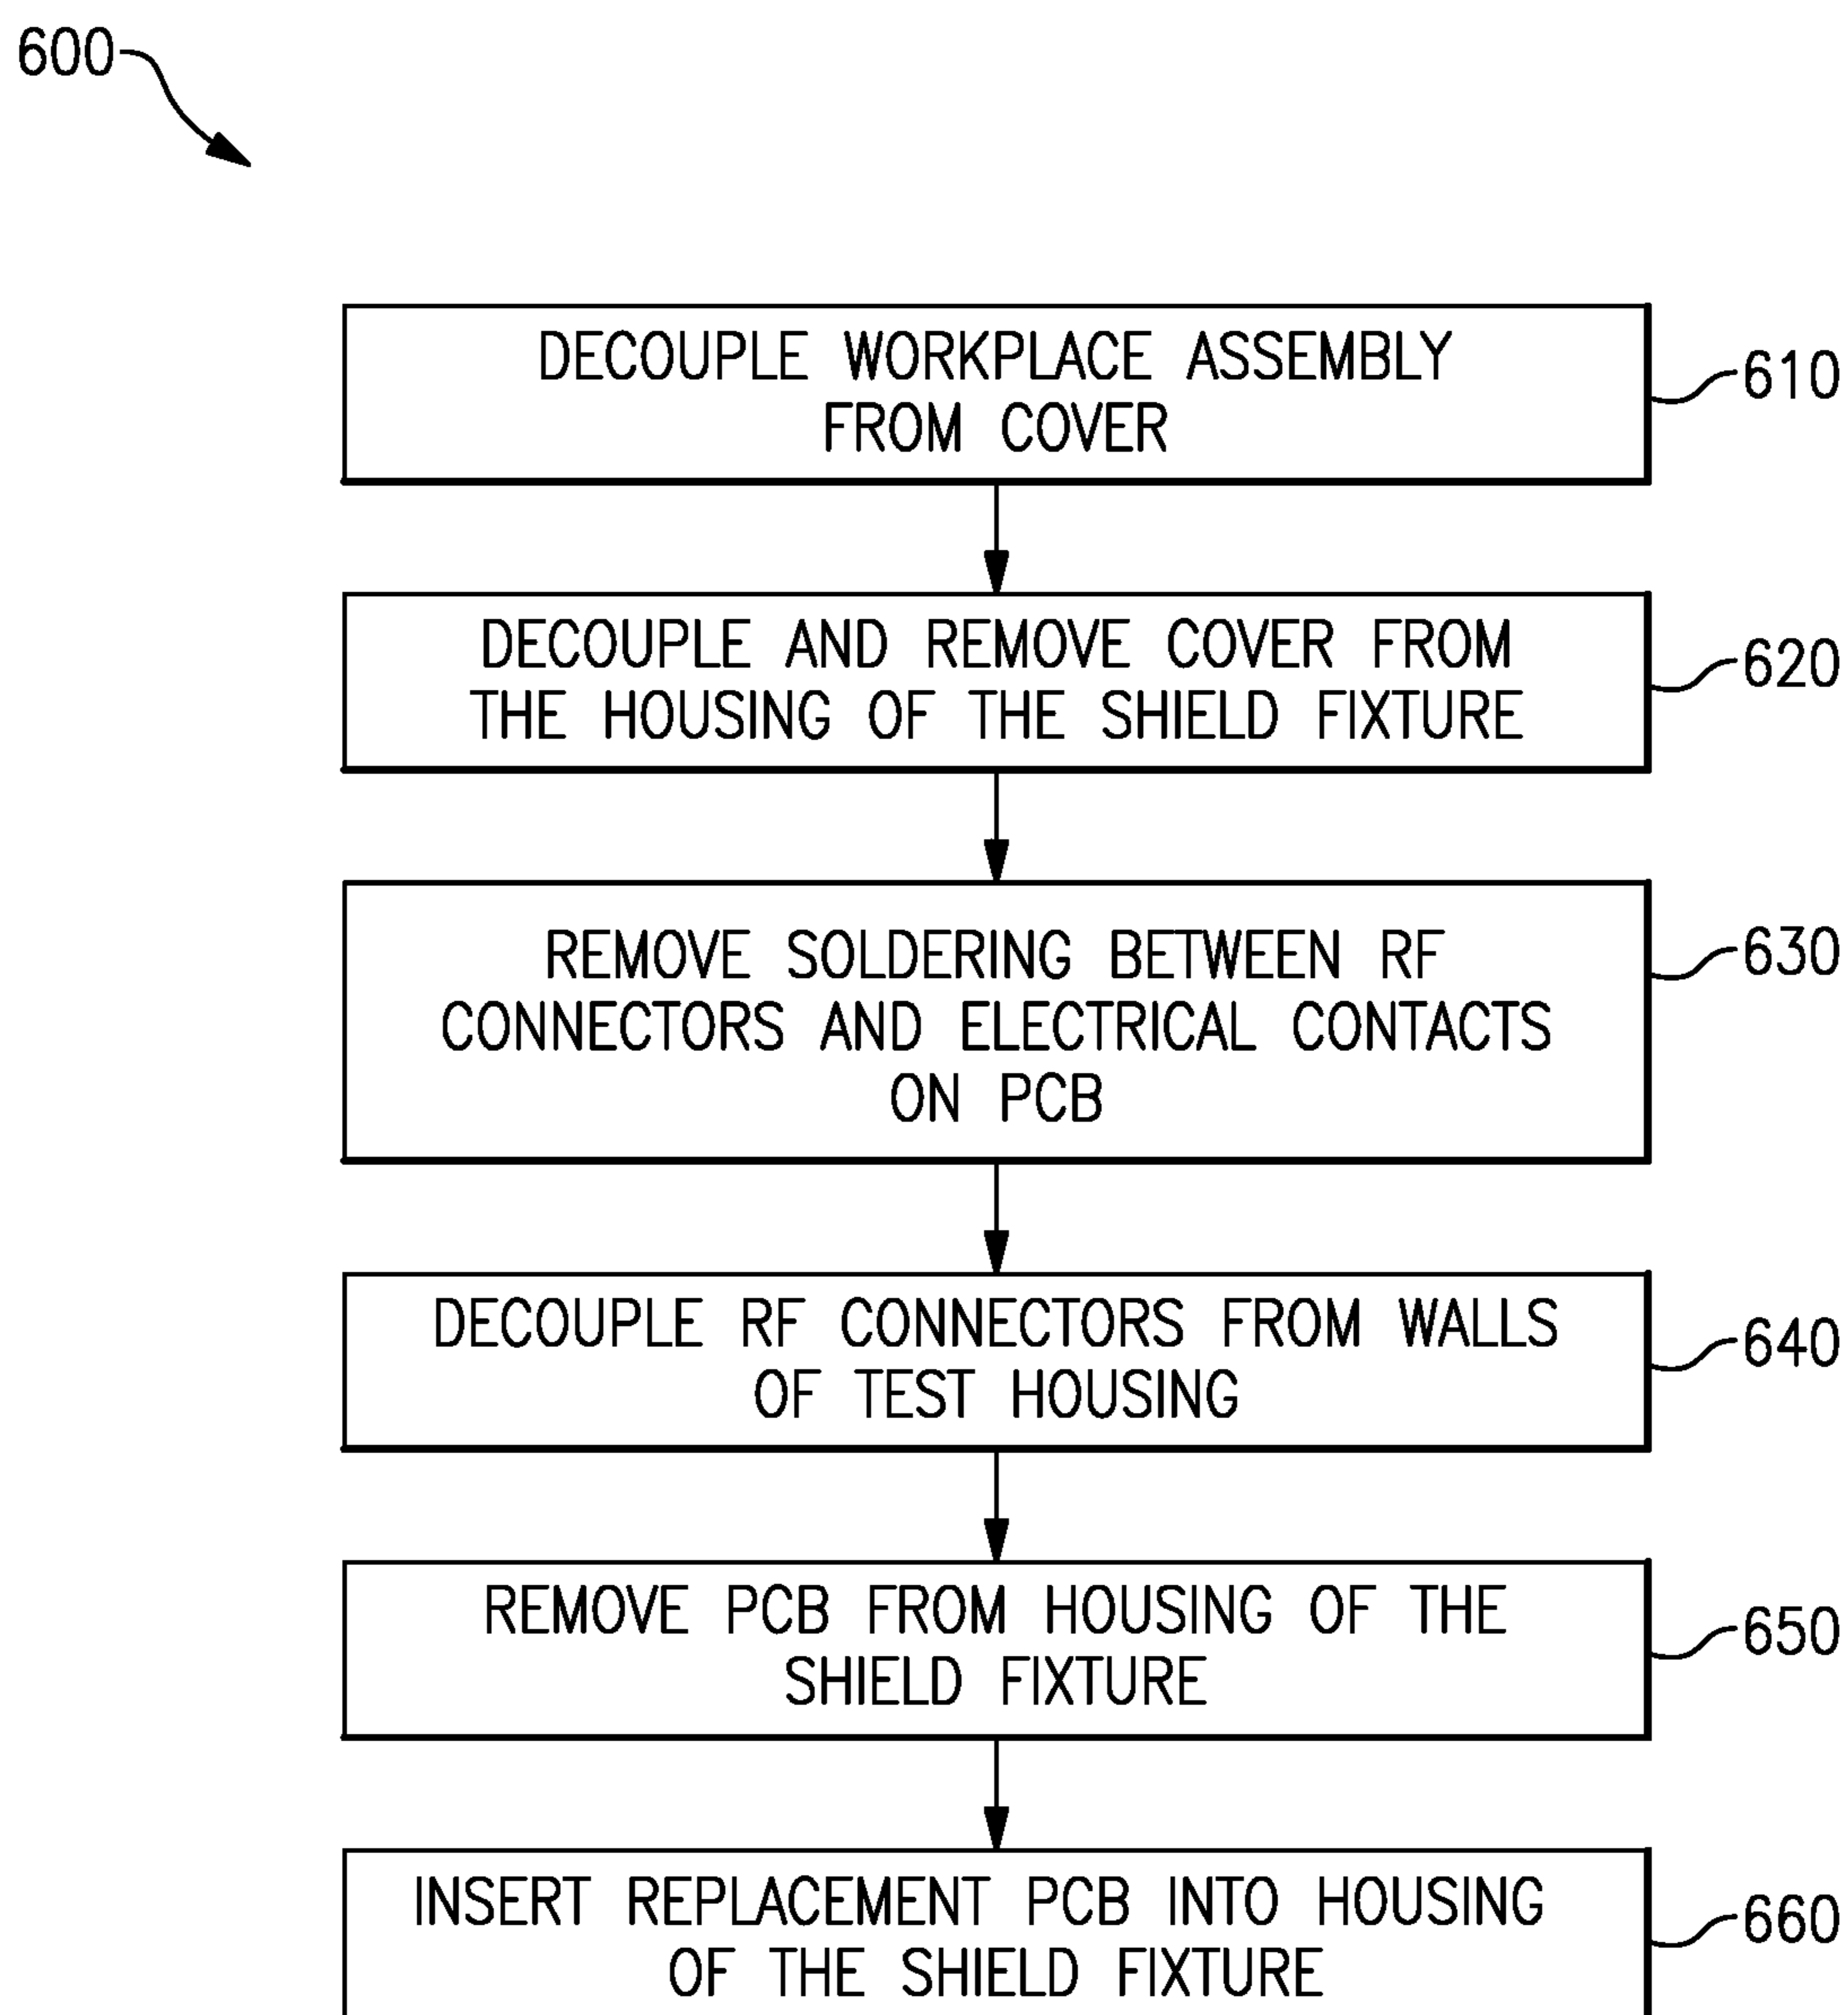 600
DECOUPLE WORKPLACE ASSEMBLY
FROM COVER
610
DECOUPLE AND REMOVE COVER FROM
THE HOUSING OF THE SHIELD FIXTURE
620
REMOVE SOLDERING BETWEEN RF
CONNECTORS AND ELECTRICAL CONTACTS
ON PCB
630
DECOUPLE RF CONNECTORS FROM WALLS
OF TEST HOUSING
640
REMOVE PCB FROM HOUSING OF THE
SHIELD FIXTURE
650
INSERT REPLACEMENT PCB INTO HOUSING
OF THE SHIELD FIXTURE
660